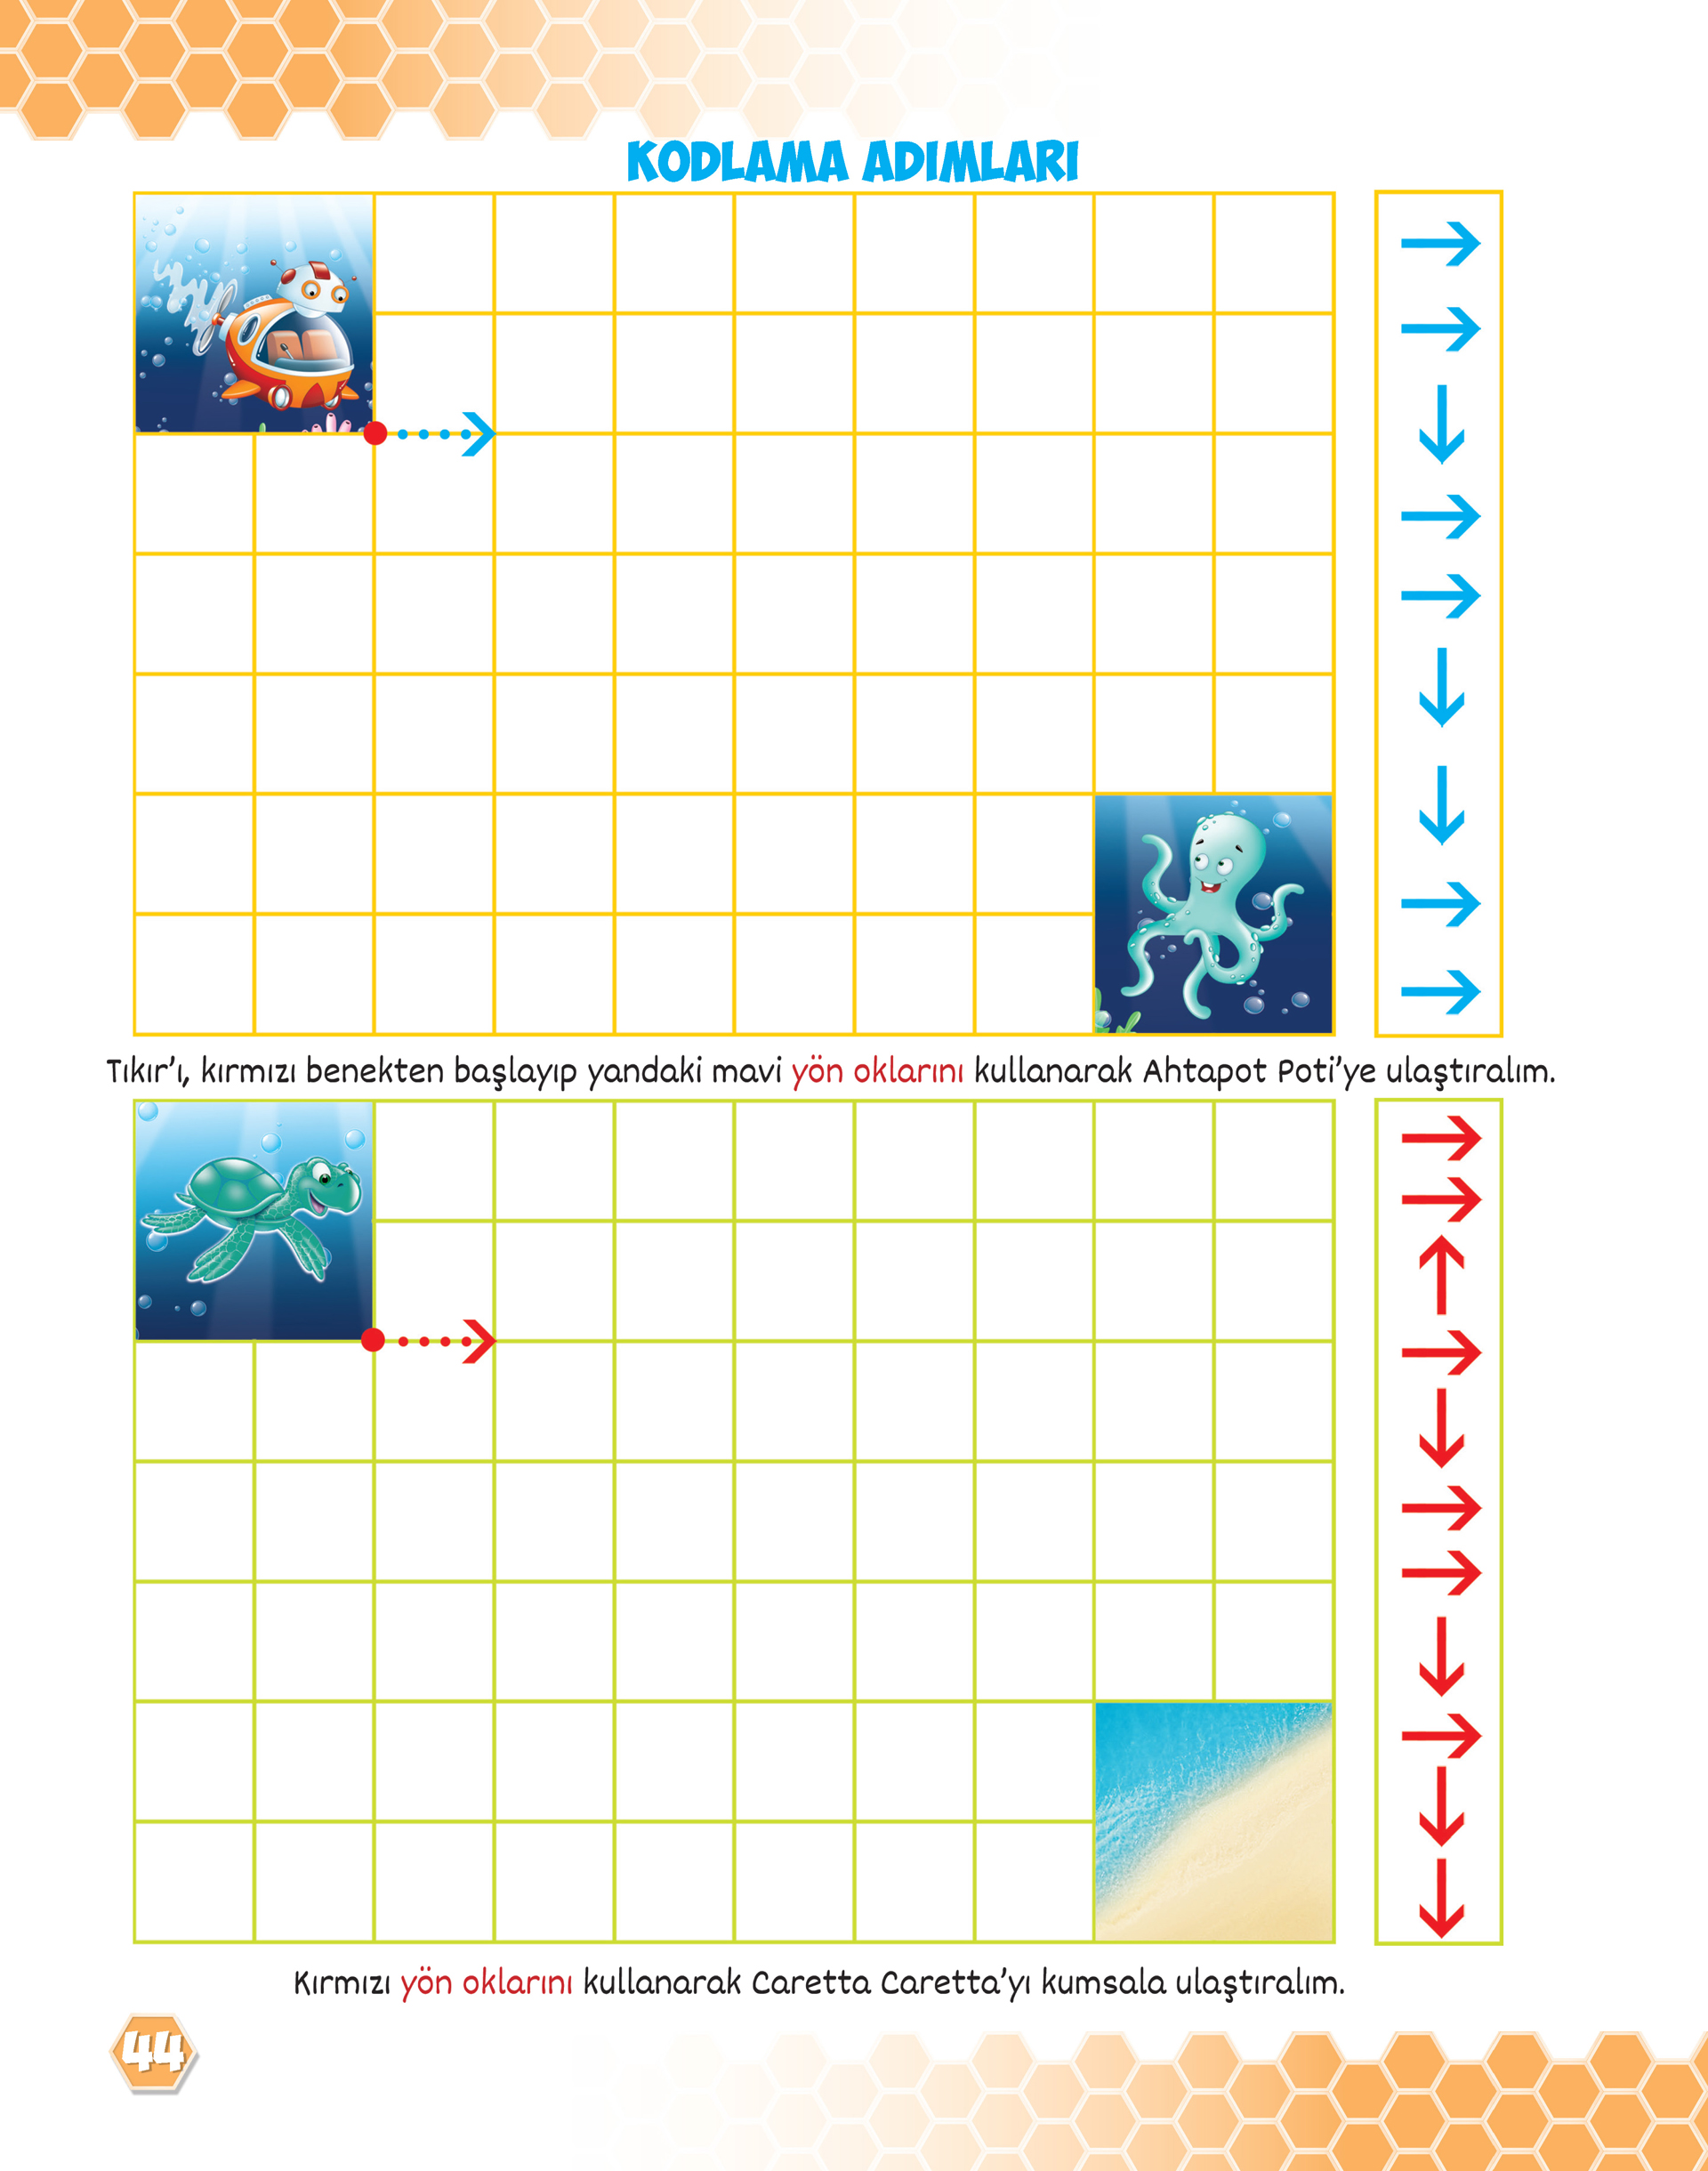 KODLAMA ADIMLARI
Tıkır’ı, kırmızı benekten başlayıp yandaki mavi yön oklarını kullanarak Ahtapot Poti’ye ulaştıralım.
Kırmızı yön oklarını kullanarak Caretta Caretta’yı kumsala ulaştıralım.
44